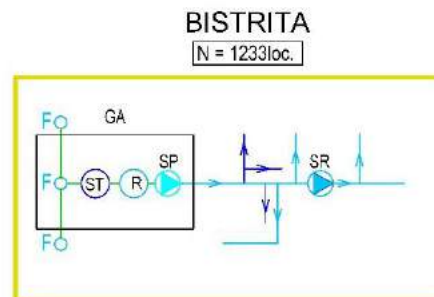 BISTRITA
N = 1233loc.
F GA
SP SR
F ST R
F